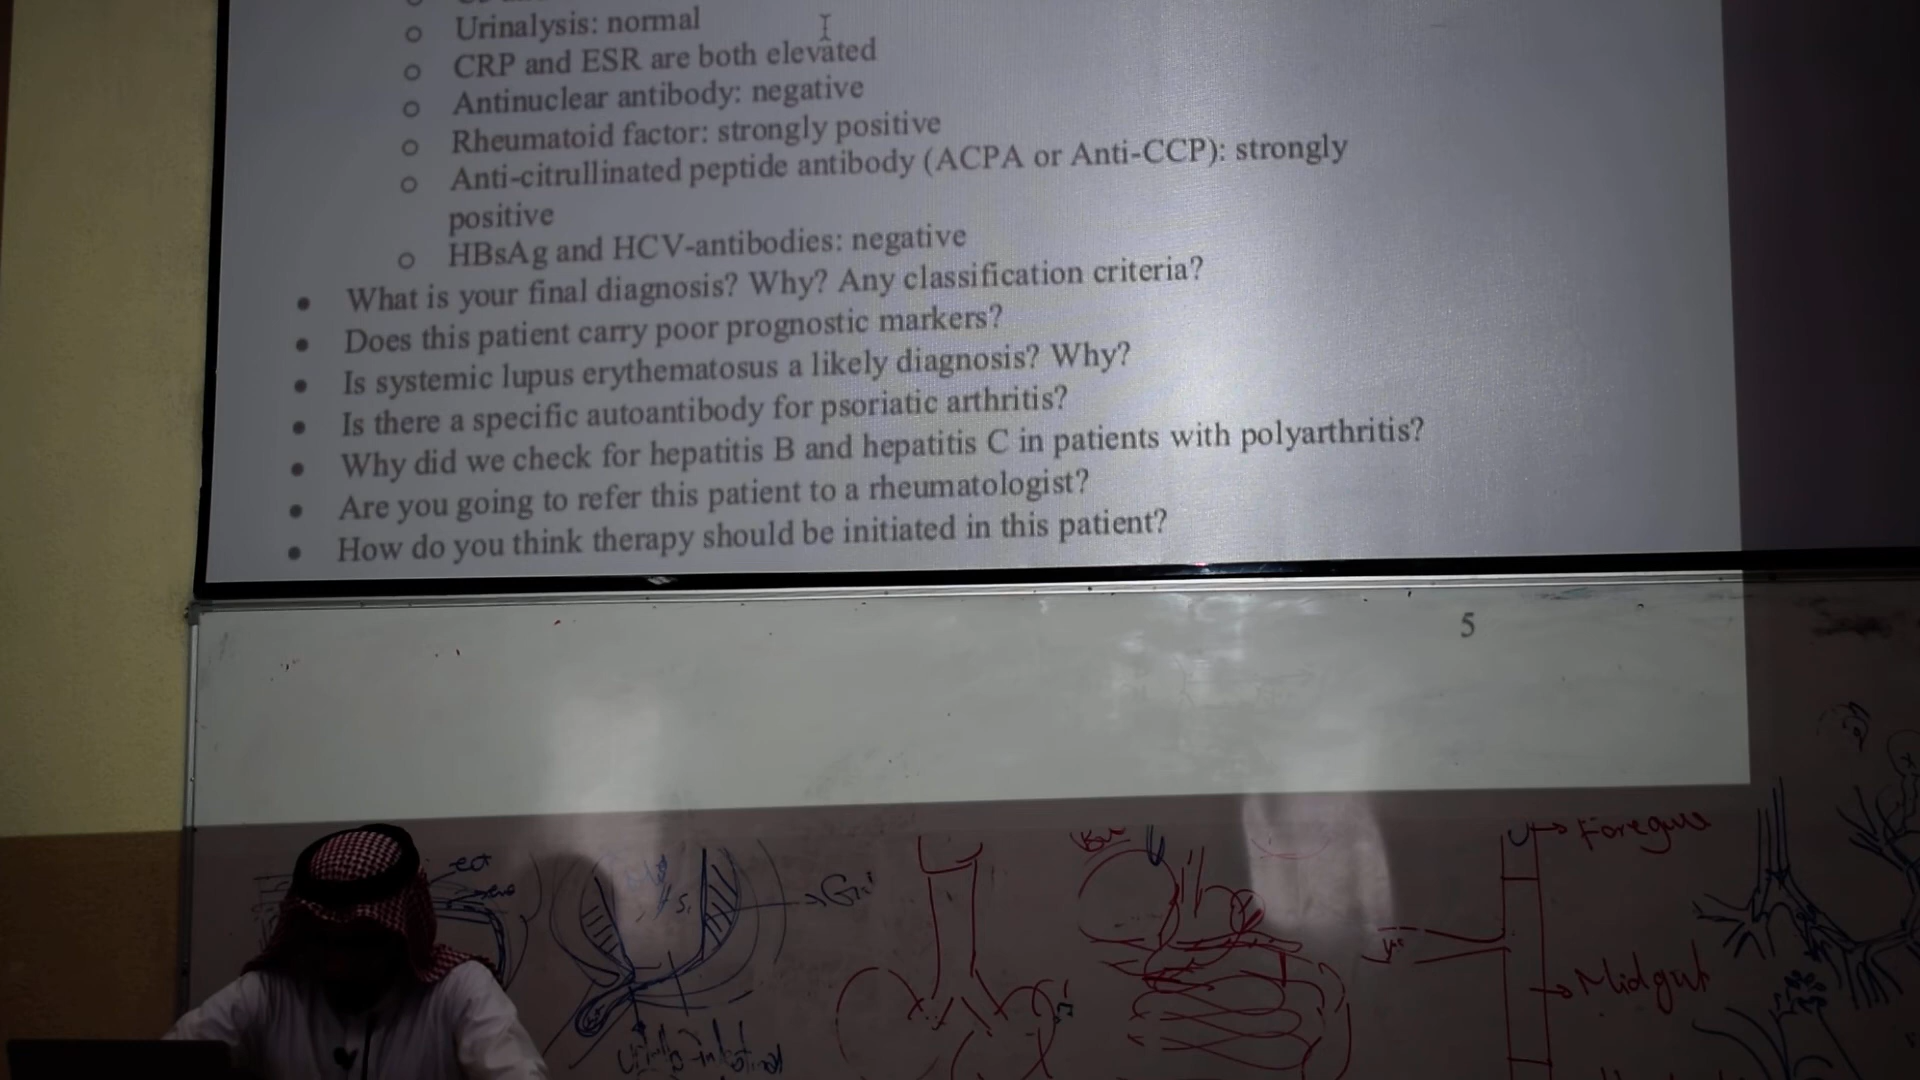 Urinalysis: normal
CRP and ESR are both elevated
Antinuclear antibody: negative
Rheumatoid factor: strongly positive
Anti-citrullinated peptide antibody (ACPA or Anti-CCP): strongly
positive
HBsAg and HCV-antibodies: negative
What is your final diagnosis? Why? Any classification criteria?
Does this patient carry poor prognostic markers?
Is systemic lupus erythematosus a likely diagnosis? Why?
Is there a specific autoantibody for psoriatic arthritis?
Why did we check for hepatitis B and hepatitis C in patients with polyarthritis?
Are you going to refer this patient to a rheumatologist?
How do you think therapy should be initiated in this patient?
5
Foregut
Midgut